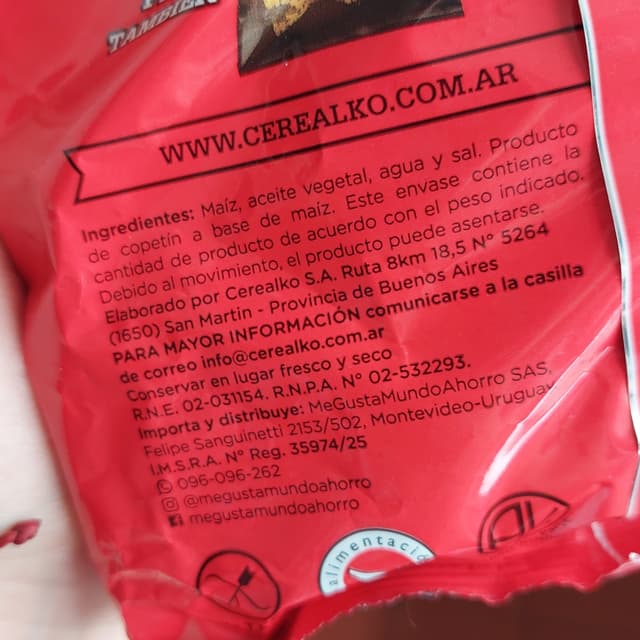 TAMBIÉN
WWW.CEREALKO.COM.AR
Ingredientes: Maíz, aceite vegetal, agua y sal. Producto
de copetín a base de maíz. Este envase contiene la
cantidad de producto de acuerdo con el peso indicado.
Debido al movimiento, el producto puede asentarse.
Elaborado por Cerealko S.A. Ruta 8km 18,5 N° 5264
(1650) San Martin - Provincia de Buenos Aires
PARA MAYOR INFORMACIÓN comunicarse a la casilla
de correo info@cerealko.com.ar
Conservar en lugar fresco y seco
R.N.E. 02-031154. R.N.P.A. N° 02-532293.
Importa y distribuye: MeGustaMundoAhorro SAS,
Felipe Sanguinetti 2153/502, Montevideo-Uruguay
I.M.S.R.A. N° Reg. 35974/25
096-096-262
@megustamundoahorro
megustamundoahorro
alimentació